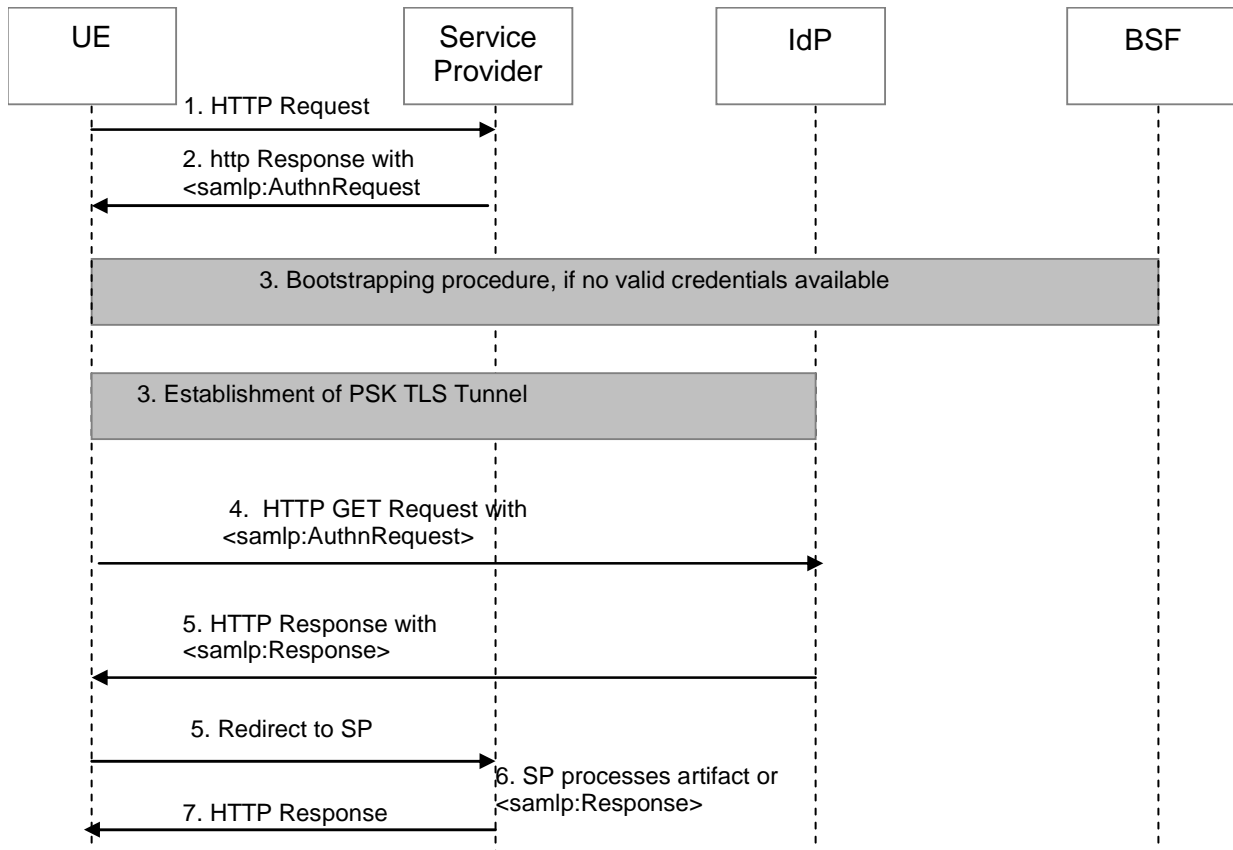 UE
Service
Provider
IdP
BSF
1. HTTP Request
2. http Response with
<samlp:AuthnRequest
3. Bootstrapping procedure, if no valid credentials available
3. Establishment of PSK TLS Tunnel
4. HTTP GET Request with
<samlp:AuthnRequest>
5. HTTP Response with
<samlp:Response>
5. Redirect to SP
6. SP processes artifact or
<samlp:Response>
7. HTTP Response